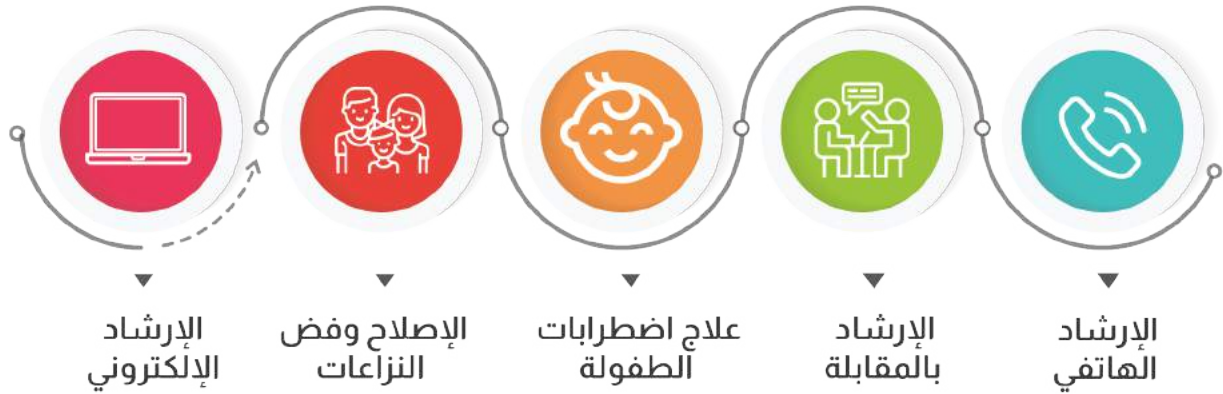 الإرشاد
الهاتفي
الإرشاد
بالمقابلة
علاج اضطرابات
الطفولة
الإصلاح وفض
النزاعات
الإرشاد
الإلكتروني